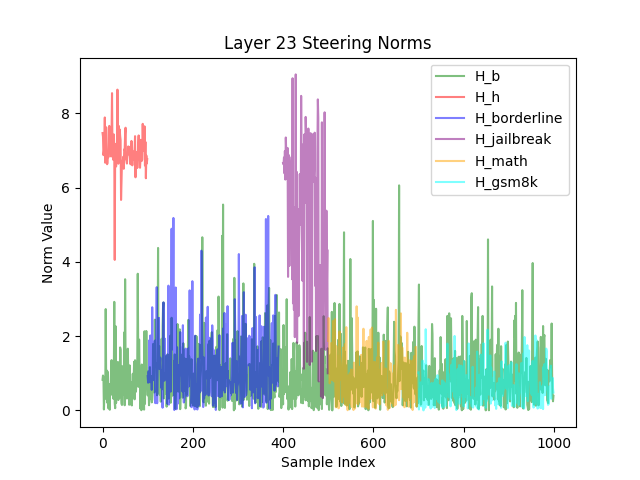 Layer 23 Steering Norms
H_b
H_h
H_borderline
H_jailbreak
H_math
H_gsm8k
Norm Value
8
6
4
2
0
0
200
400
600
800
1000
Sample Index